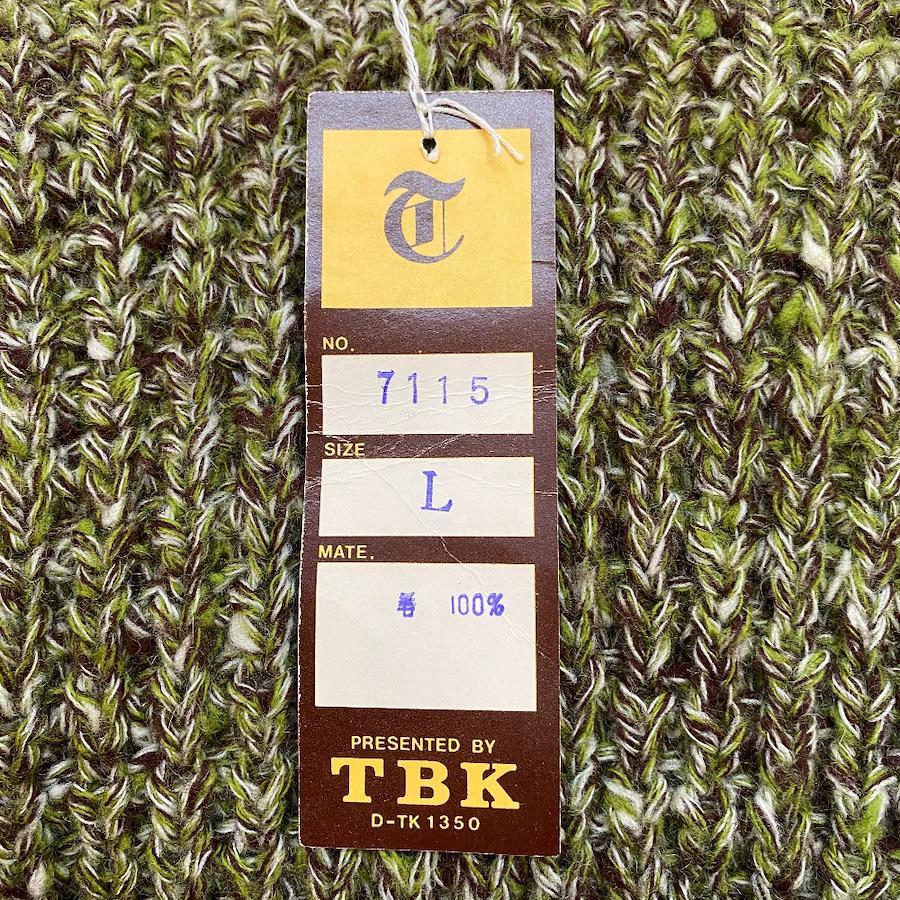 T
NO.
7115
SIZE
L
MATE.
毛 100%
PRESENTED BY
TBK
D-TK1350